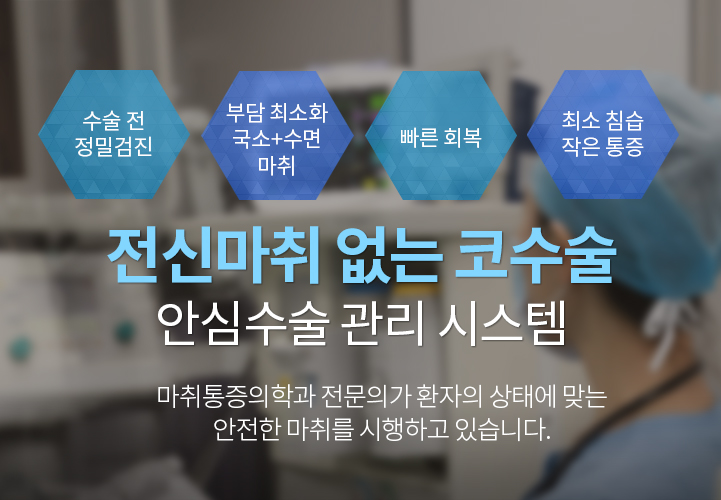 수술 전
정밀검진
부담 최소화
국소+수면
마취
빠른 회복
최소 침습
작은 통증
전신마취 없는 코수술
안심수술 관리 시스템
마취통증의학과 전문의가 환자의 상태에 맞는
안전한 마취를 시행하고 있습니다.